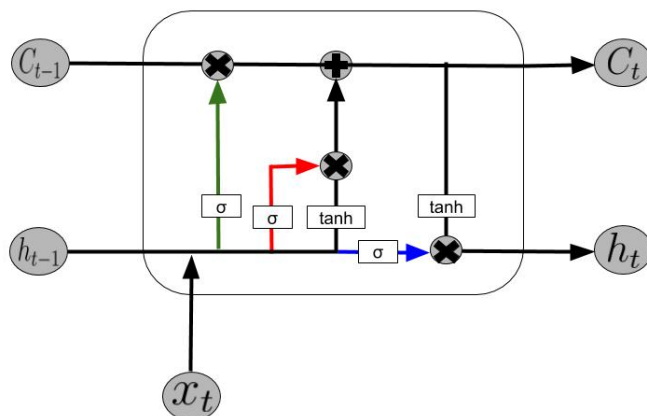 C_{t-1}
C_t
σ
σ
tanh
tanh
h_{t-1}
σ
h_t
x_t